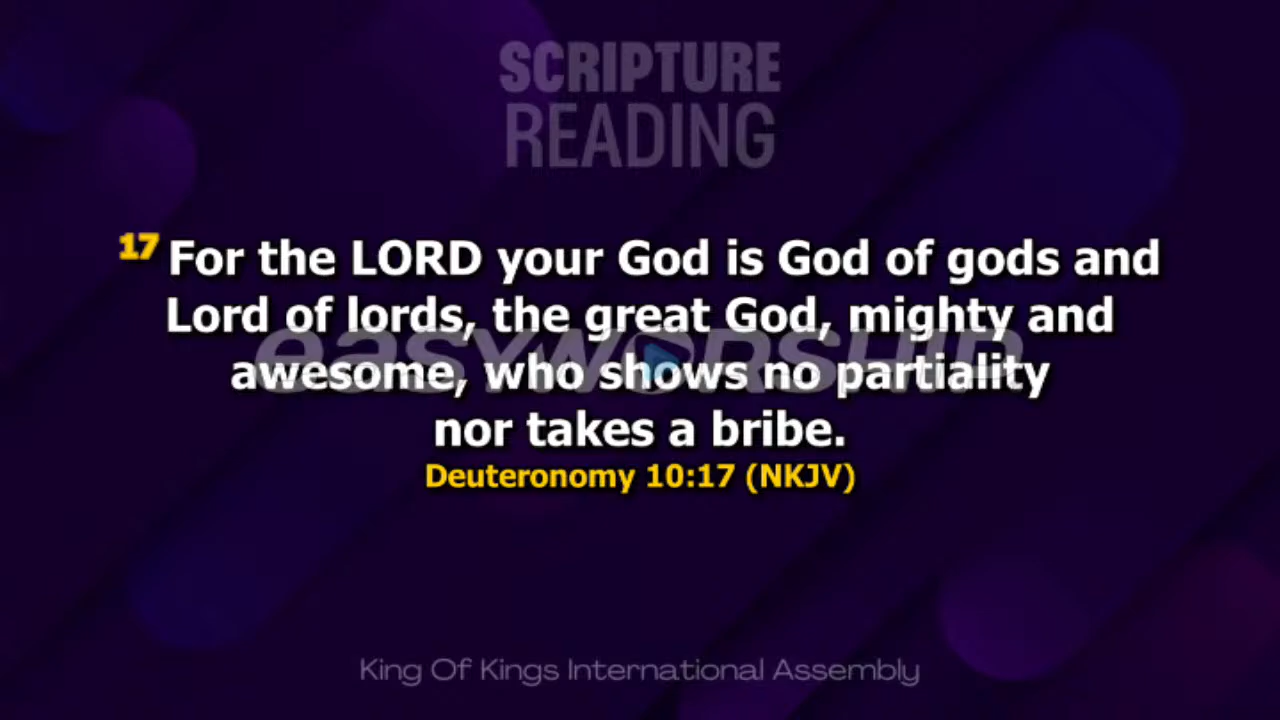 SCRIPTURE
READING
17 For the LORD your God is God of gods and
Lord of lords, the great God, mighty and
easyworship
awesome, who shows no partiality
nor takes a bribe.
Deuteronomy 10:17 (NKJV)
King Of Kings International Assembly